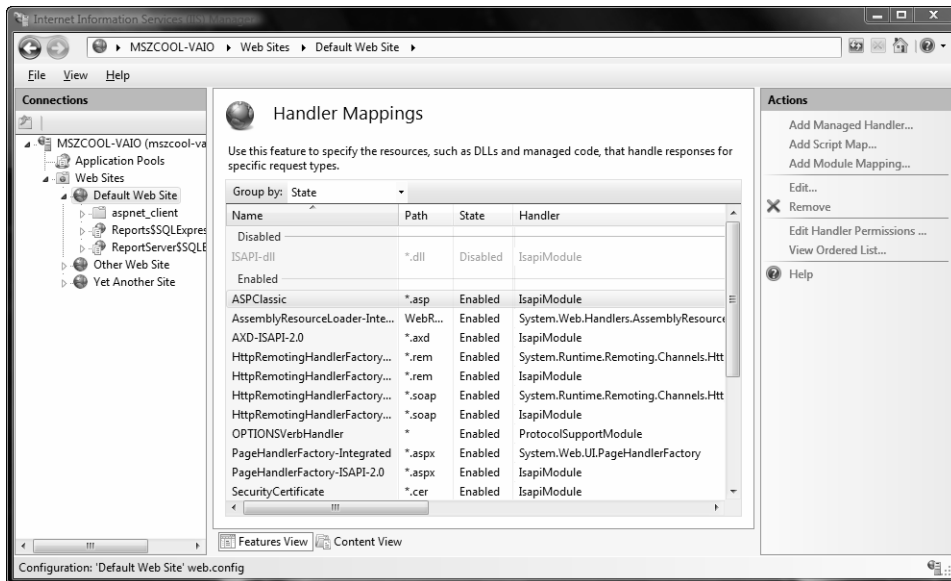 Internet Information Services (IIS) Manager
MSZCOOL-VAIO Web Sites Default Web Site
File View Help
Connections
MSZCOOL-VAIO (mszcool-va
Application Pools
Web Sites
Default Web Site
aspnet_client
Reports$SQLExpres
ReportServer$SQLE
Other Web Site
Yet Another Site
Handler Mappings
Use this feature to specify the resources, such as DLLs and managed code, that handle responses for
specific request types.
Group by: State
Name Path State Handler
Disabled
ISAPI-dll *.dll Disabled IsapiModule
Enabled
ASPClassic *.asp Enabled IsapiModule
AssemblyResourceLoader-Inte... WebR... Enabled System.Web.Handlers.AssemblyResource
AXD-ISAPI-2.0 *.axd Enabled IsapiModule
HttpRemotingHandlerFactory... *.rem Enabled System.Runtime.Remoting.Channels.Htt
HttpRemotingHandlerFactory... *.rem Enabled IsapiModule
HttpRemotingHandlerFactory... *.soap Enabled System.Runtime.Remoting.Channels.Htt
HttpRemotingHandlerFactory... *.soap Enabled IsapiModule
OPTIONSVerbHandler * Enabled ProtocolSupportModule
PageHandlerFactory-Integrated *.aspx Enabled System.Web.UI.PageHandlerFactory
PageHandlerFactory-ISAPI-2.0 *.aspx Enabled IsapiModule
SecurityCertificate *.cer Enabled IsapiModule
Features View Content View
Actions
Add Managed Handler...
Add Script Map...
Add Module Mapping...
Edit...
Remove
Edit Handler Permissions ...
View Ordered List...
Help
Configuration: 'Default Web Site' web.config